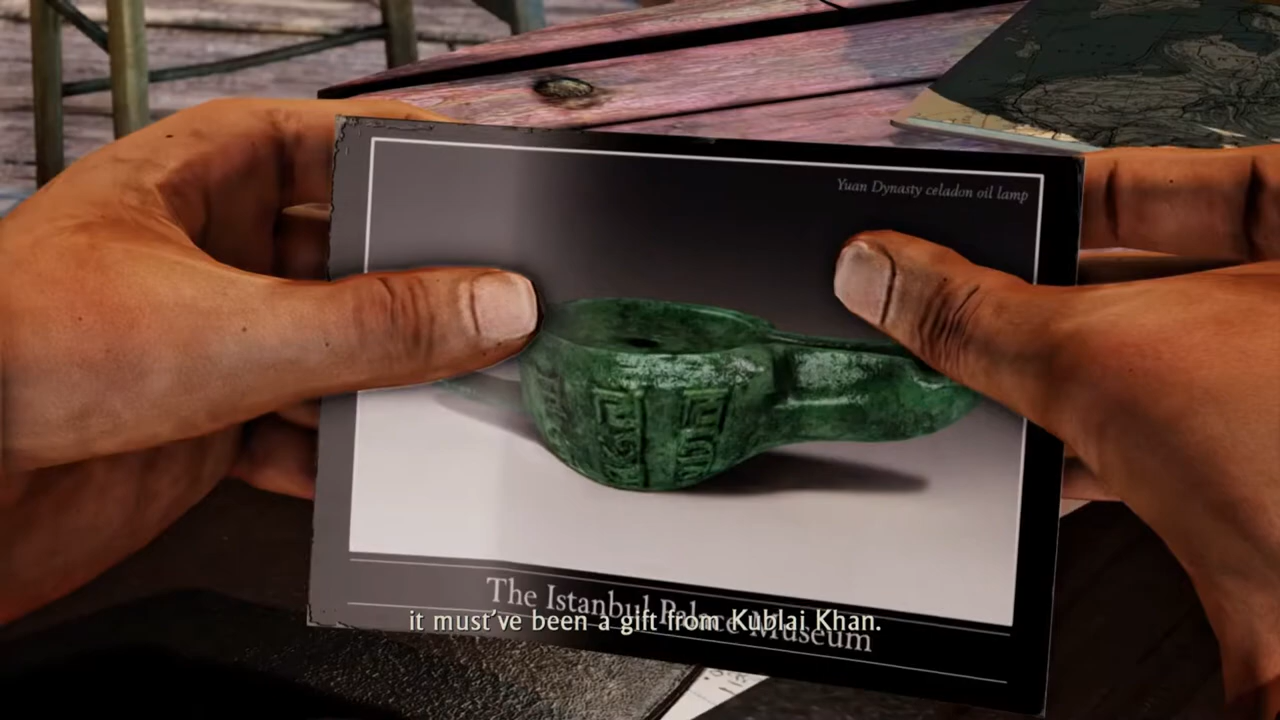 Yuan Dynasty celadon oil lamp
The Istanbul Palace Museum
it must've been a gift from Kublai Khan.